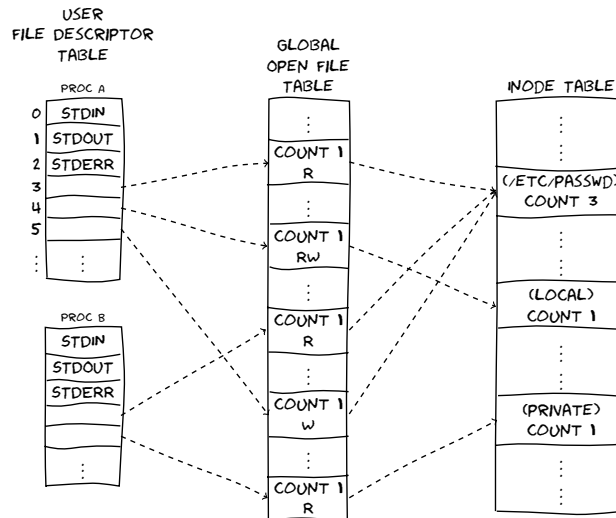 USER
FILE DESCRIPTOR
TABLE
PROC A
0 STDIN
1 STDOUT
2 STDERR
3
4
5
⋮ ⋮
PROC B
STDIN
STDOUT
STDERR
⋮
GLOBAL
OPEN FILE
TABLE
⋮
COUNT 1
R
⋮
COUNT 1
RW
⋮
COUNT 1
R
⋮
COUNT 1
W
⋮
COUNT 1
R
INODE TABLE
⋮
(/ETC/PASSWD)
COUNT 3
⋮
(LOCAL)
COUNT 1
⋮
(PRIVATE)
COUNT 1
⋮